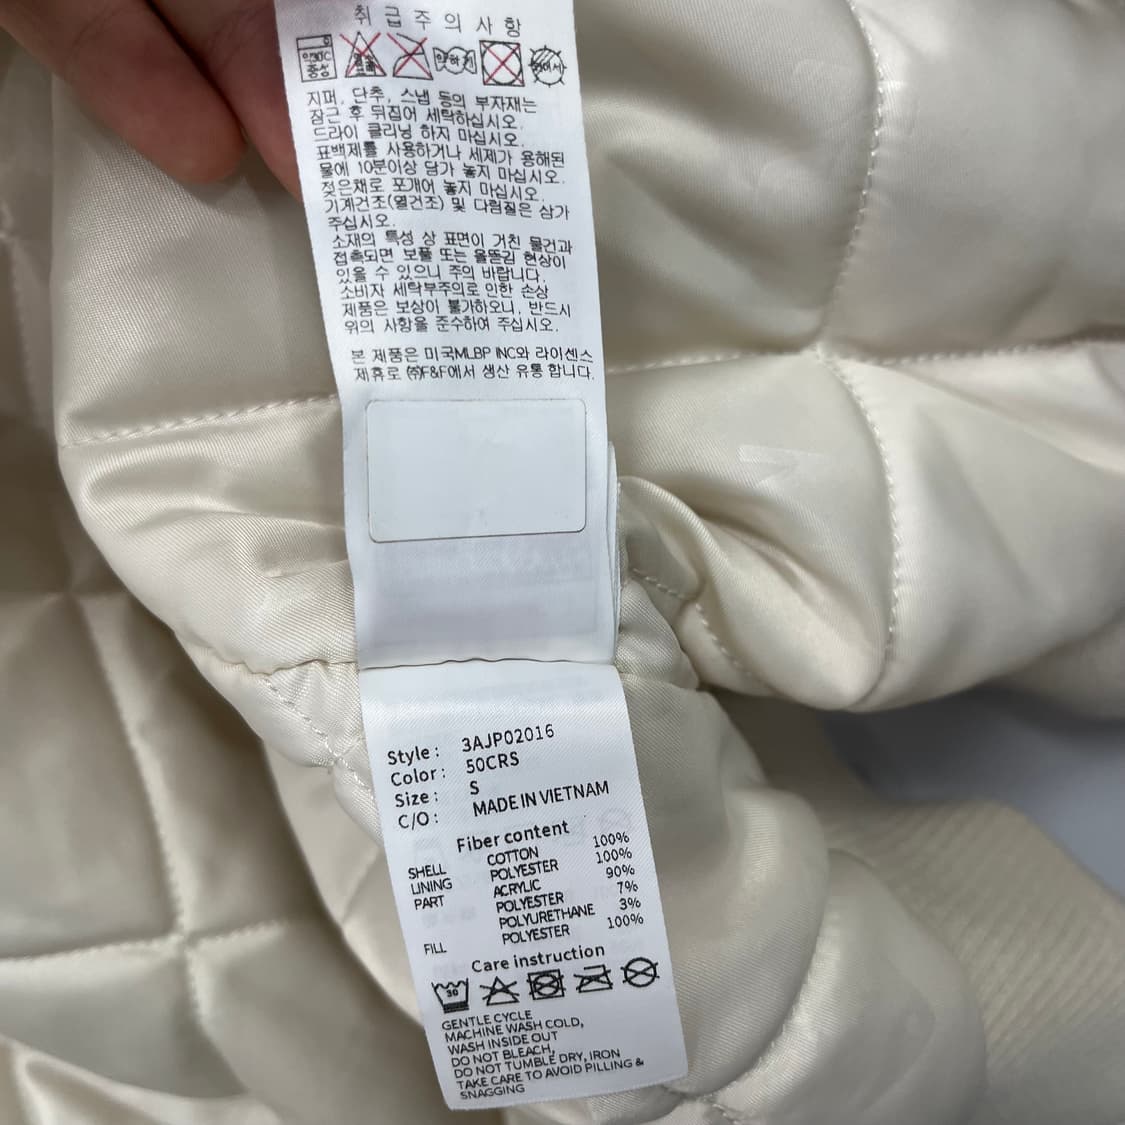 취급주의사항
약30℃
중성
약하게
지퍼, 단추, 스냅 등의 부자재는
잠근 후 뒤집어 세탁하십시오.
드라이 클리닝 하지 마십시오.
표백제를 사용하거나 세제가 용해된
물에 10분이상 담가 놓지 마십시오.
젖은채로 포개어 놓지 마십시오.
기계건조(열건조) 및 다림질은 삼가
주십시오.
소재의 특성 상 표면이 거친 물건과
접촉되면 보풀 또는 올뜯김 현상이
있을 수 있으니 주의 바랍니다.
소비자 세탁부주의로 인한 손상
제품은 보상이 불가하오니, 반드시
위의 사항을 준수하여 주십시오.
본 제품은 미국MLBP INC와 라이센스
제휴로 ㈜F&F에서 생산 유통 합니다.
Style : 3AJP02016
Color : 50CRS
Size : S
C/O : MADE IN VIETNAM
Fiber content
SHELL COTTON 100%
LINING POLYESTER 100%
PART ACRYLIC 90%
POLYESTER 7%
POLYURETHANE 3%
FILL POLYESTER 100%
Care instruction
30
GENTLE CYCLE
MACHINE WASH COLD,
WASH INSIDE OUT
DO NOT BLEACH,
DO NOT TUMBLE DRY, IRON
TAKE CARE TO AVOID PILLING &
SNAGGING